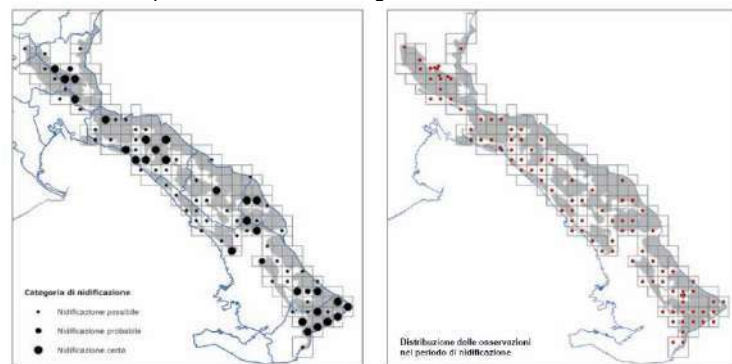 Categoria di nidificazione
Nidificazione possibile
Nidificazione probabile
Nidificazione certa
Distribuzione delle osservazioni
nel periodo di nidificazione